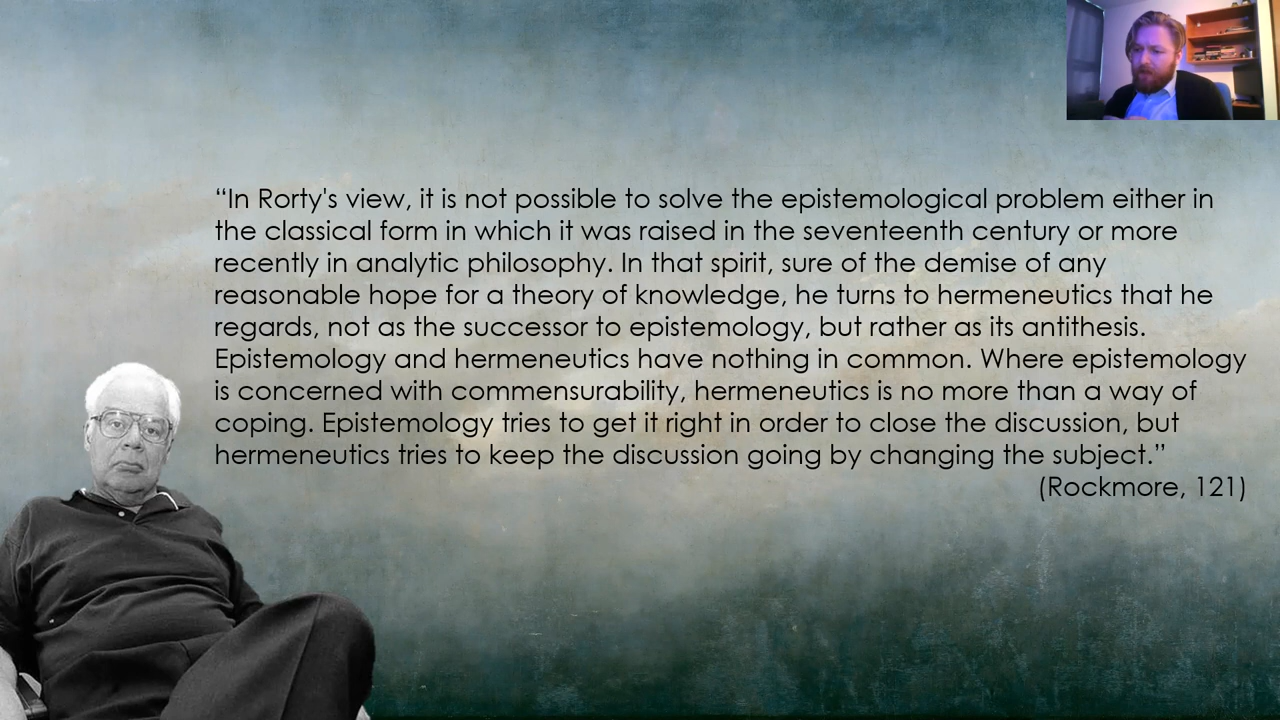 “In Rorty's view, it is not possible to solve the epistemological problem either in
the classical form in which it was raised in the seventeenth century or more
recently in analytic philosophy. In that spirit, sure of the demise of any
reasonable hope for a theory of knowledge, he turns to hermeneutics that he
regards, not as the successor to epistemology, but rather as its antithesis.
Epistemology and hermeneutics have nothing in common. Where epistemology
is concerned with commensurability, hermeneutics is no more than a way of
coping. Epistemology tries to get it right in order to close the discussion, but
hermeneutics tries to keep the discussion going by changing the subject.”
(Rockmore, 121)